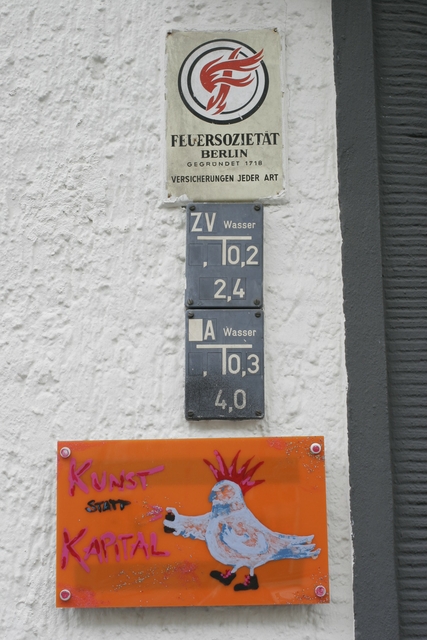 FEUERSOZIETÄT
BERLIN
GEGRÜNDET 1718
VERSICHERUNGEN JEDER ART
ZV Wasser
, 0,2
2,4
A Wasser
, 0,3
4,0
KUNST
STATT
KAPITAL